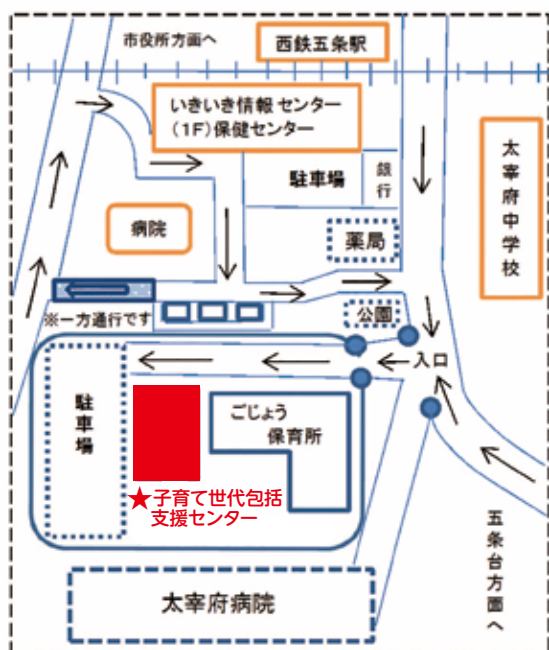 市役所方面へ
西鉄五条駅
いきいき情報センター
（1F）保健センター
駐車場
銀行
太宰府中学校
病院
薬局
※一方通行です
公園
入口
駐車場
ごじょう
保育所
★子育て世代包括
支援センター
五条台方面へ
太宰府病院